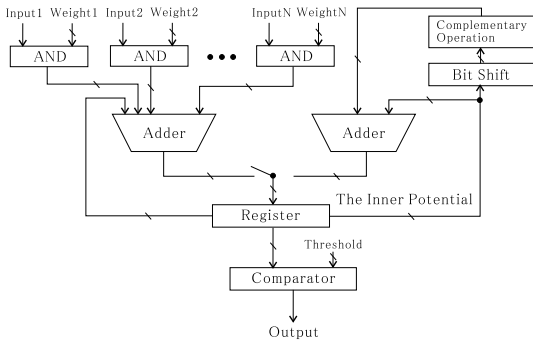 Input1 Weight1 Input2 Weight2 InputN WeightN
Complementary
Operation
AND AND AND
Bit Shift
Adder Adder
The Inner Potential
Register
Threshold
Comparator
Output